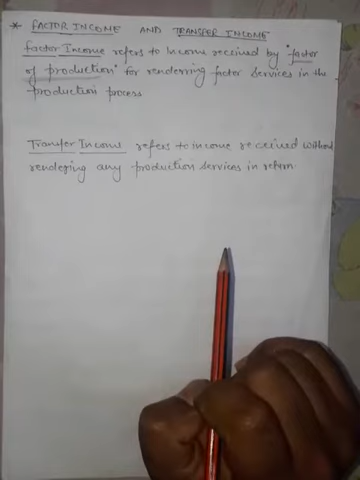 * FACTOR INCOME AND TRANSFER INCOME
Factor Income refers to Income received by "factor
of production" for renderring factor services in the
production process
Transfer Income refers to income received without
rendering any production services in return